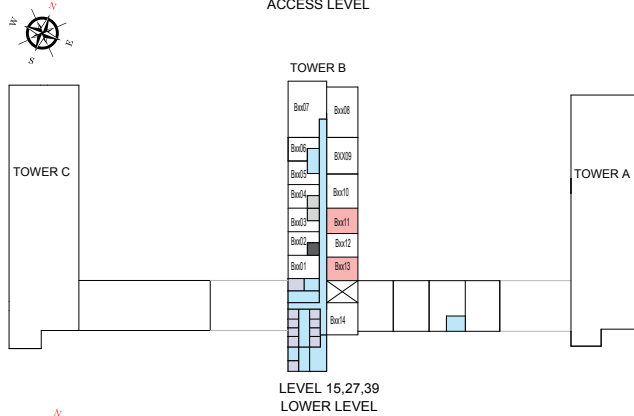 ACCESS LEVEL
N
W
E
S
TOWER B
Bxx07
Bxx08
Bxx06
BXX09
Bxx05
TOWER C
TOWER A
Bxx04
Bxx10
Bxx03
Bxx11
Bxx02
Bxx12
Bxx01
Bxx13
Bxx14
LEVEL 15,27,39
LOWER LEVEL
N